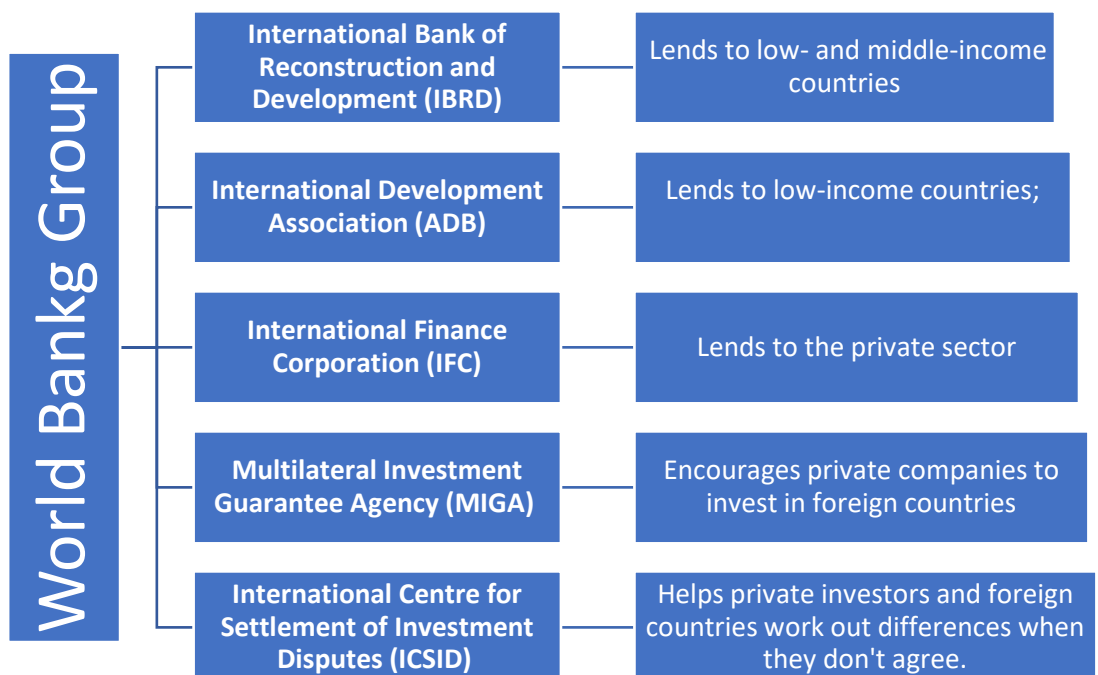 World Bankg Group
International Bank of
Reconstruction and
Development (IBRD)
Lends to low- and middle-income
countries
International Development
Association (ADB)
Lends to low-income countries;
International Finance
Corporation (IFC)
Lends to the private sector
Multilateral Investment
Guarantee Agency (MIGA)
Encourages private companies to
invest in foreign countries
International Centre for
Settlement of Investment
Disputes (ICSID)
Helps private investors and foreign
countries work out differences when
they don't agree.